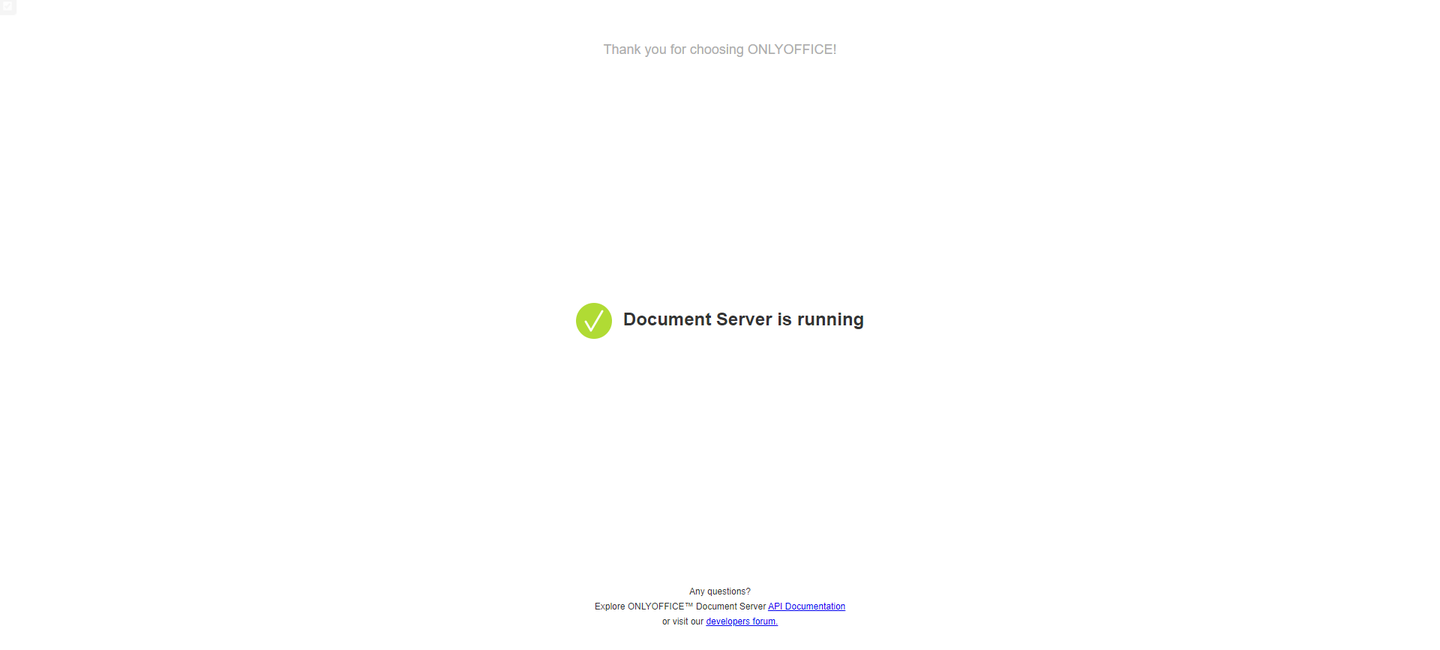 Thank you for choosing ONLYOFFICE!
Document Server is running
Any questions?
Explore ONLYOFFICE™ Document Server API Documentation
or visit our developers forum.